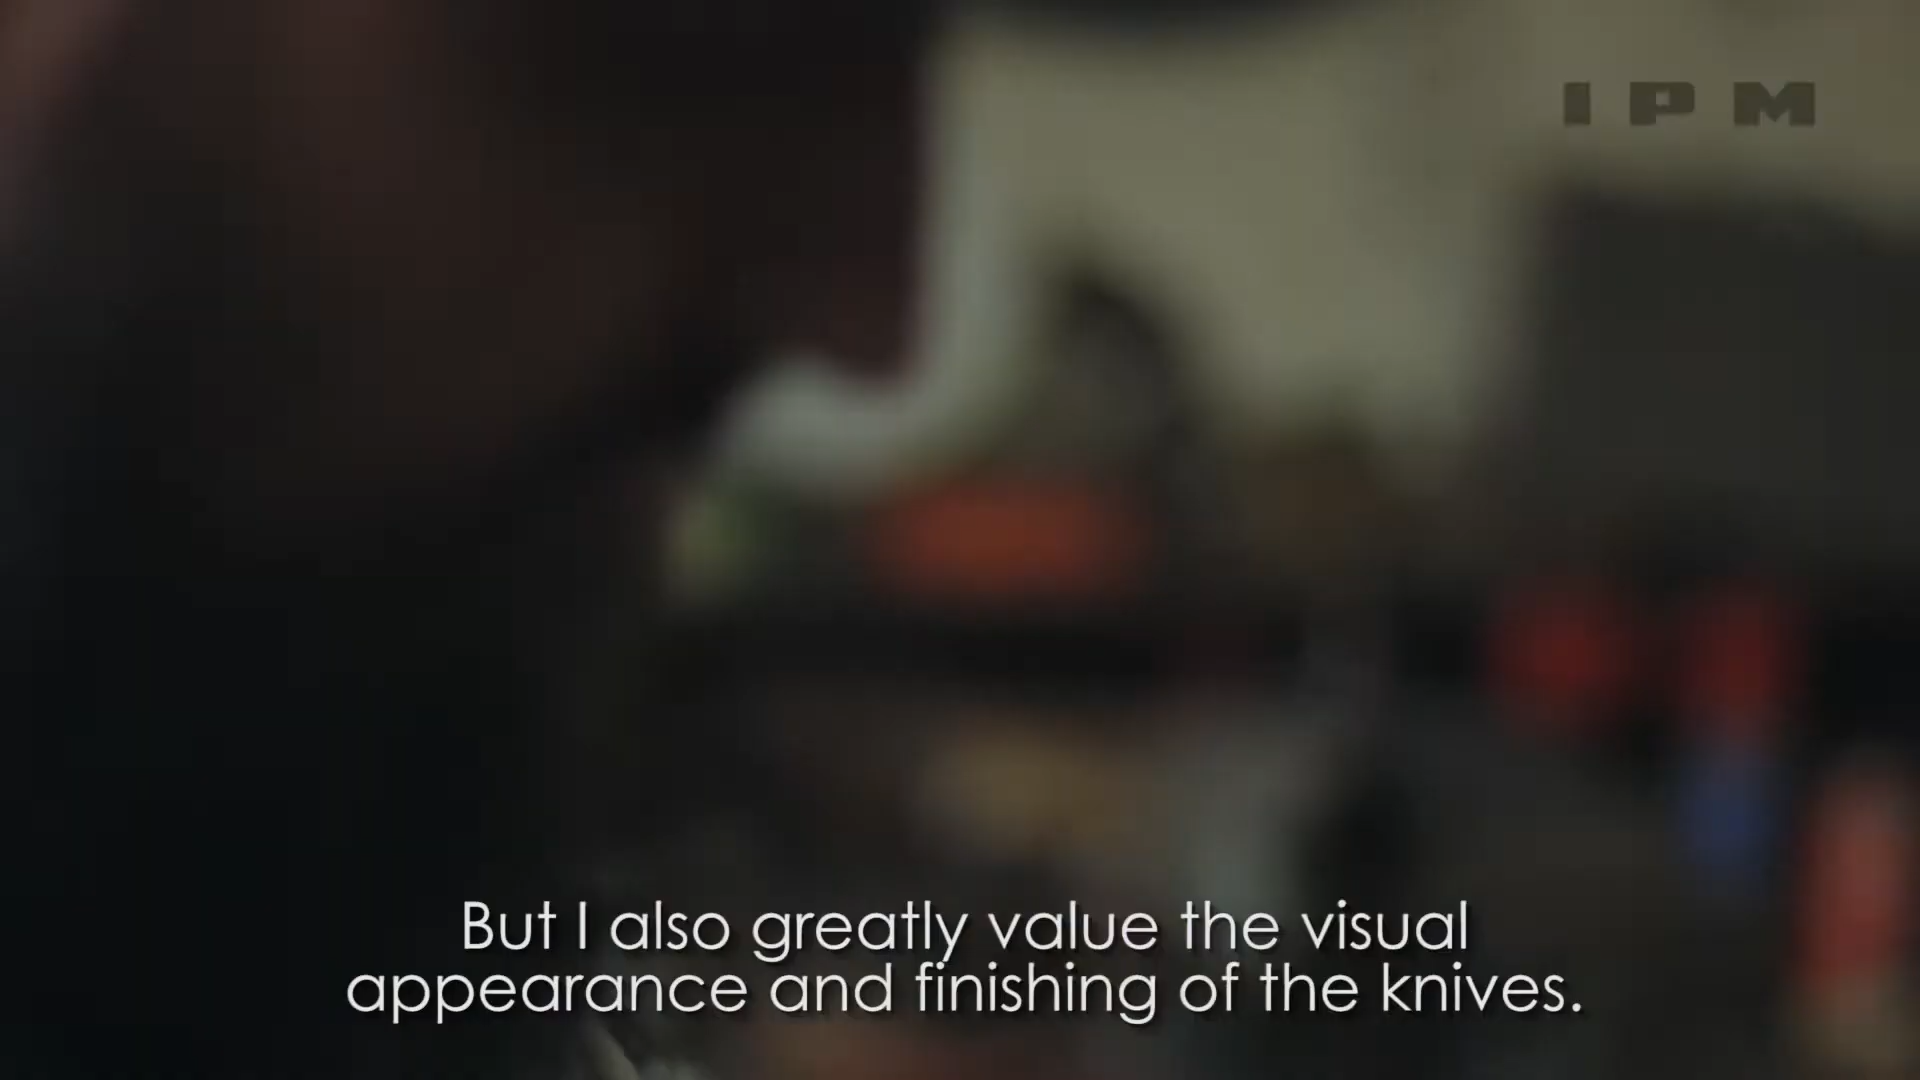 IPM
But I also greatly value the visual
appearance and finishing of the knives.